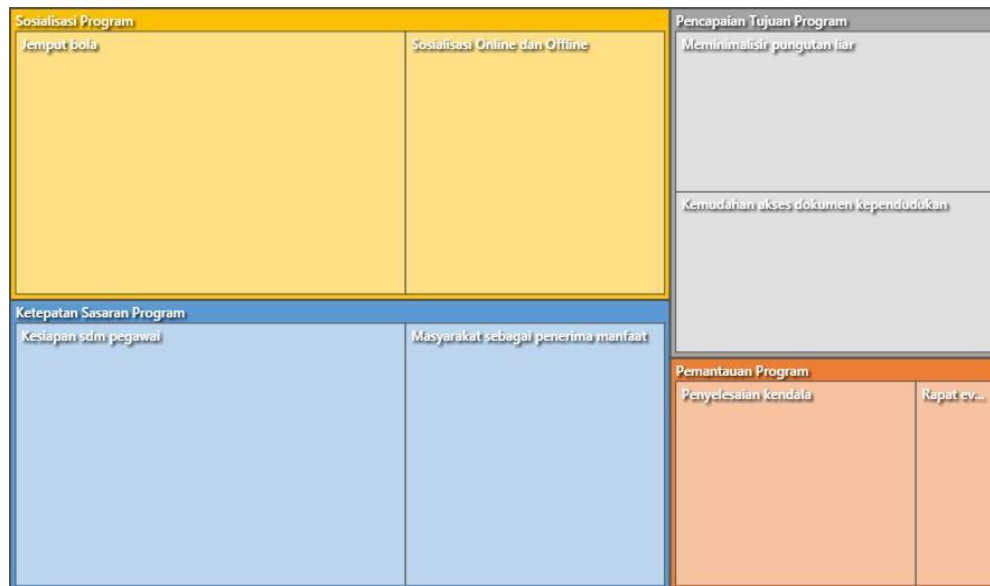 Sosialisasi Program
Jemput bola
Sosialisasi Online dan Offline
Ketepatan Sasaran Program
Kesiapan sdm pegawai
Masyarakat sebagai penerima manfaat
Pencapaian Tujuan Program
Meminimalisir pungutan liar
Kemudahan akses dokumen kependudukan
Pemantauan Program
Penyelesaian kendala
Rapat ev...